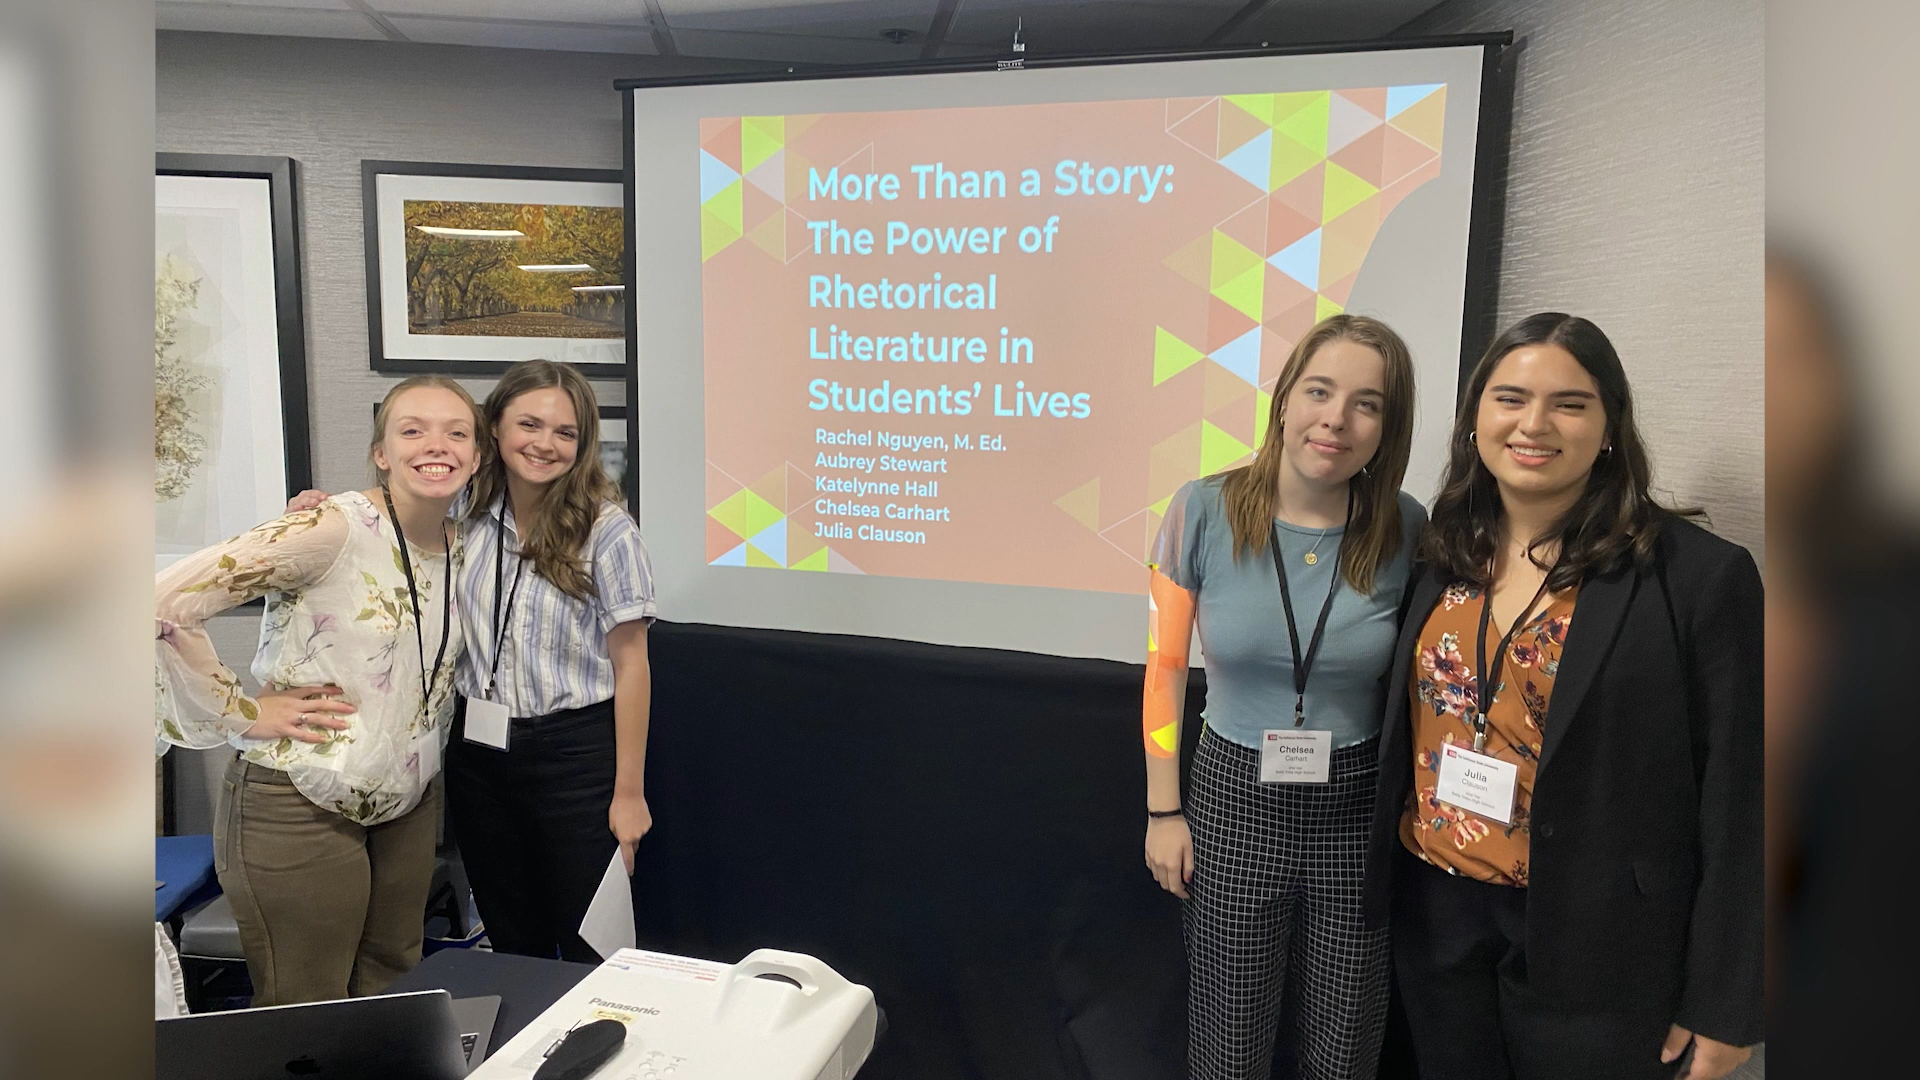 More Than a Story:
The Power of
Rhetorical
Literature in
Students' Lives
Rachel Nguyen, M. Ed.
Aubrey Stewart
Katelynne Hall
Chelsea Carhart
Julia Clauson
Chelsea
Carhart
Julia
Clauson
Panasonic